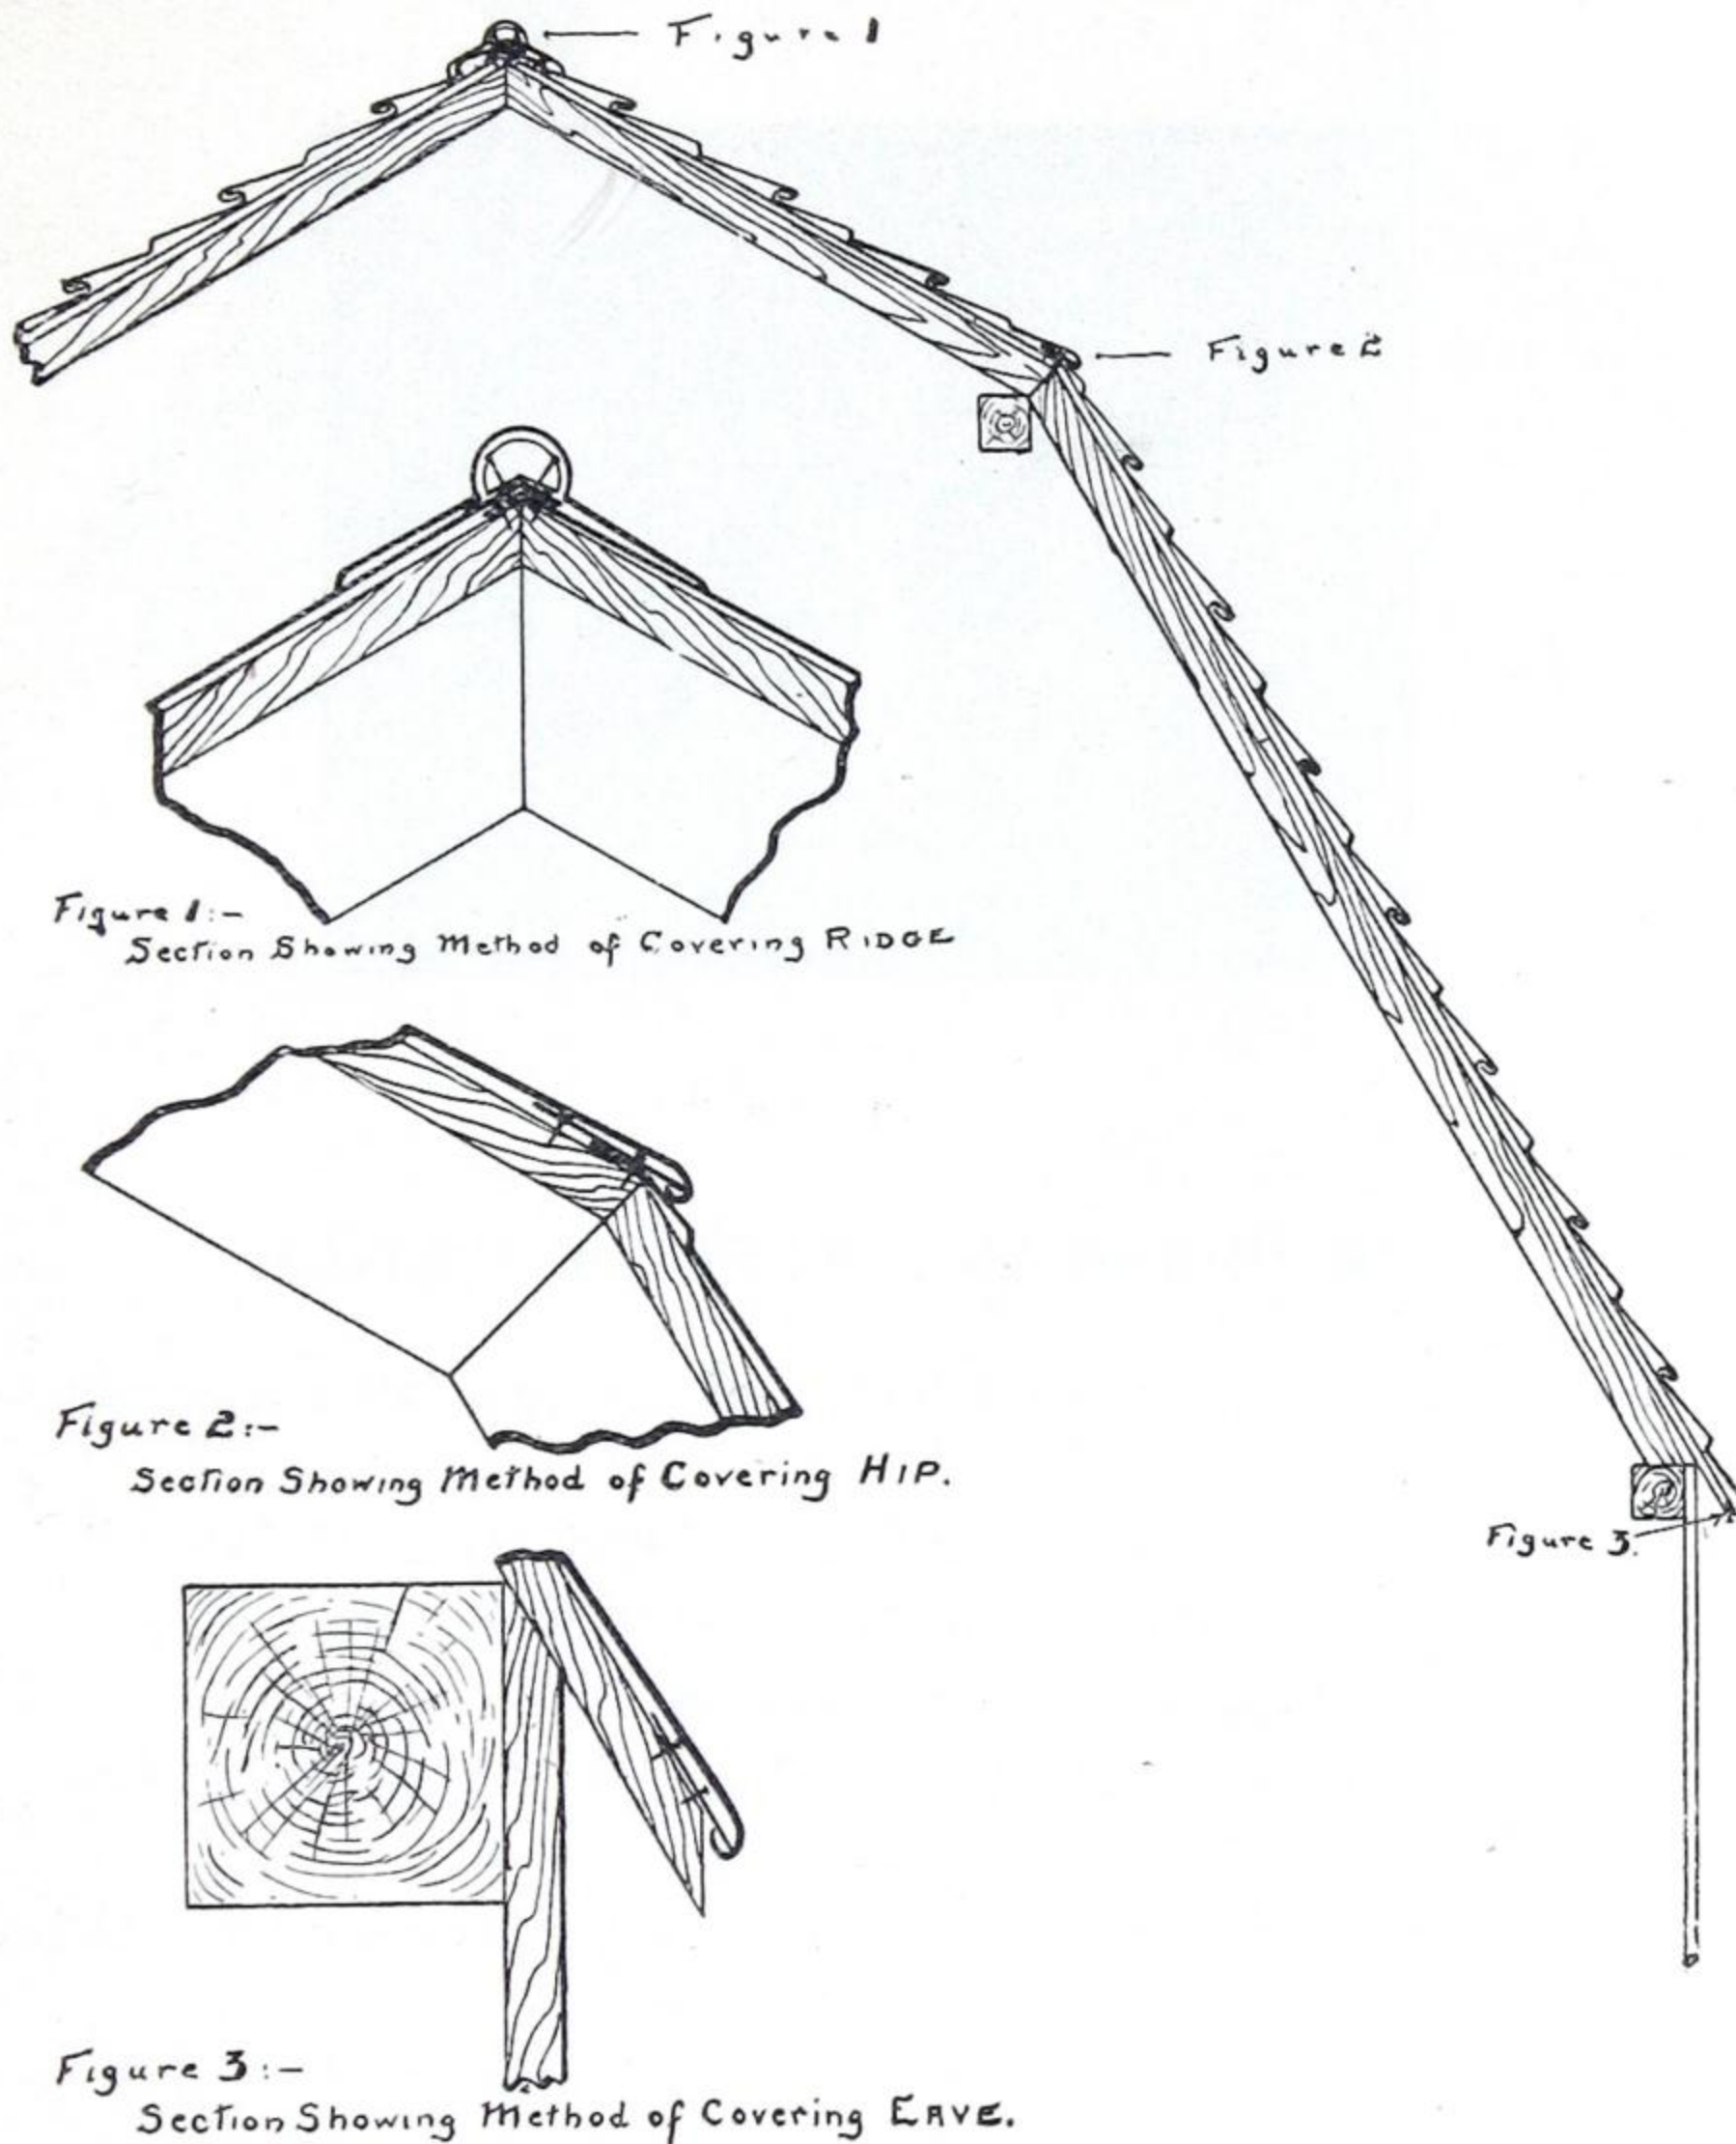 Figure 1
Figure 2
Figure 1:-
Section Showing Method of Covering RIDGE
Figure 2:-
Section Showing Method of Covering HIP.
Figure 3.
Figure 3:-
Section Showing Method of Covering EAVE.